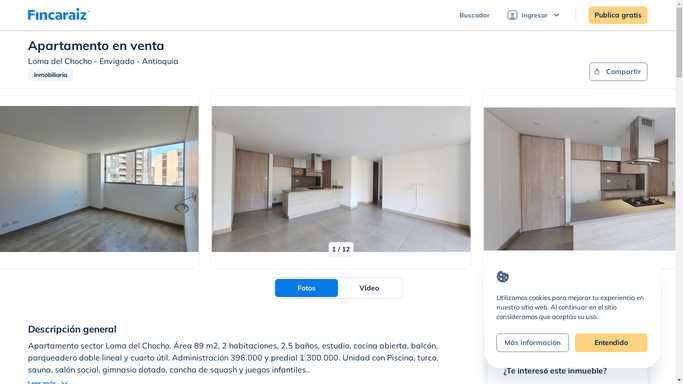 Fincaraiz
Buscador
Ingresar
Publica gratis
Apartamento en venta
Loma del Chocho - Envigado - Antioquia
Inmobiliaria
Compartir
1 / 12
Fotos
Video
Descripción general
Apartamento sector Loma del Chocho. Área 89 m2, 2 habitaciones, 2.5 baños, estudio, cocina abierta, balcón,
parqueadero doble lineal y cuarto útil. Administración 396.000 y predial 1.300.000. Unidad con Piscina, turco,
sauna, salón social, gimnasio dotado, cancha de squash y juegos infantiles..
Leer más
Utilizamos cookies para mejorar tu experiencia en
nuestro sitio web. Al continuar en el sitio
consideramos que aceptas su uso.
Más información
Entendido
¿Te interesó este inmueble?